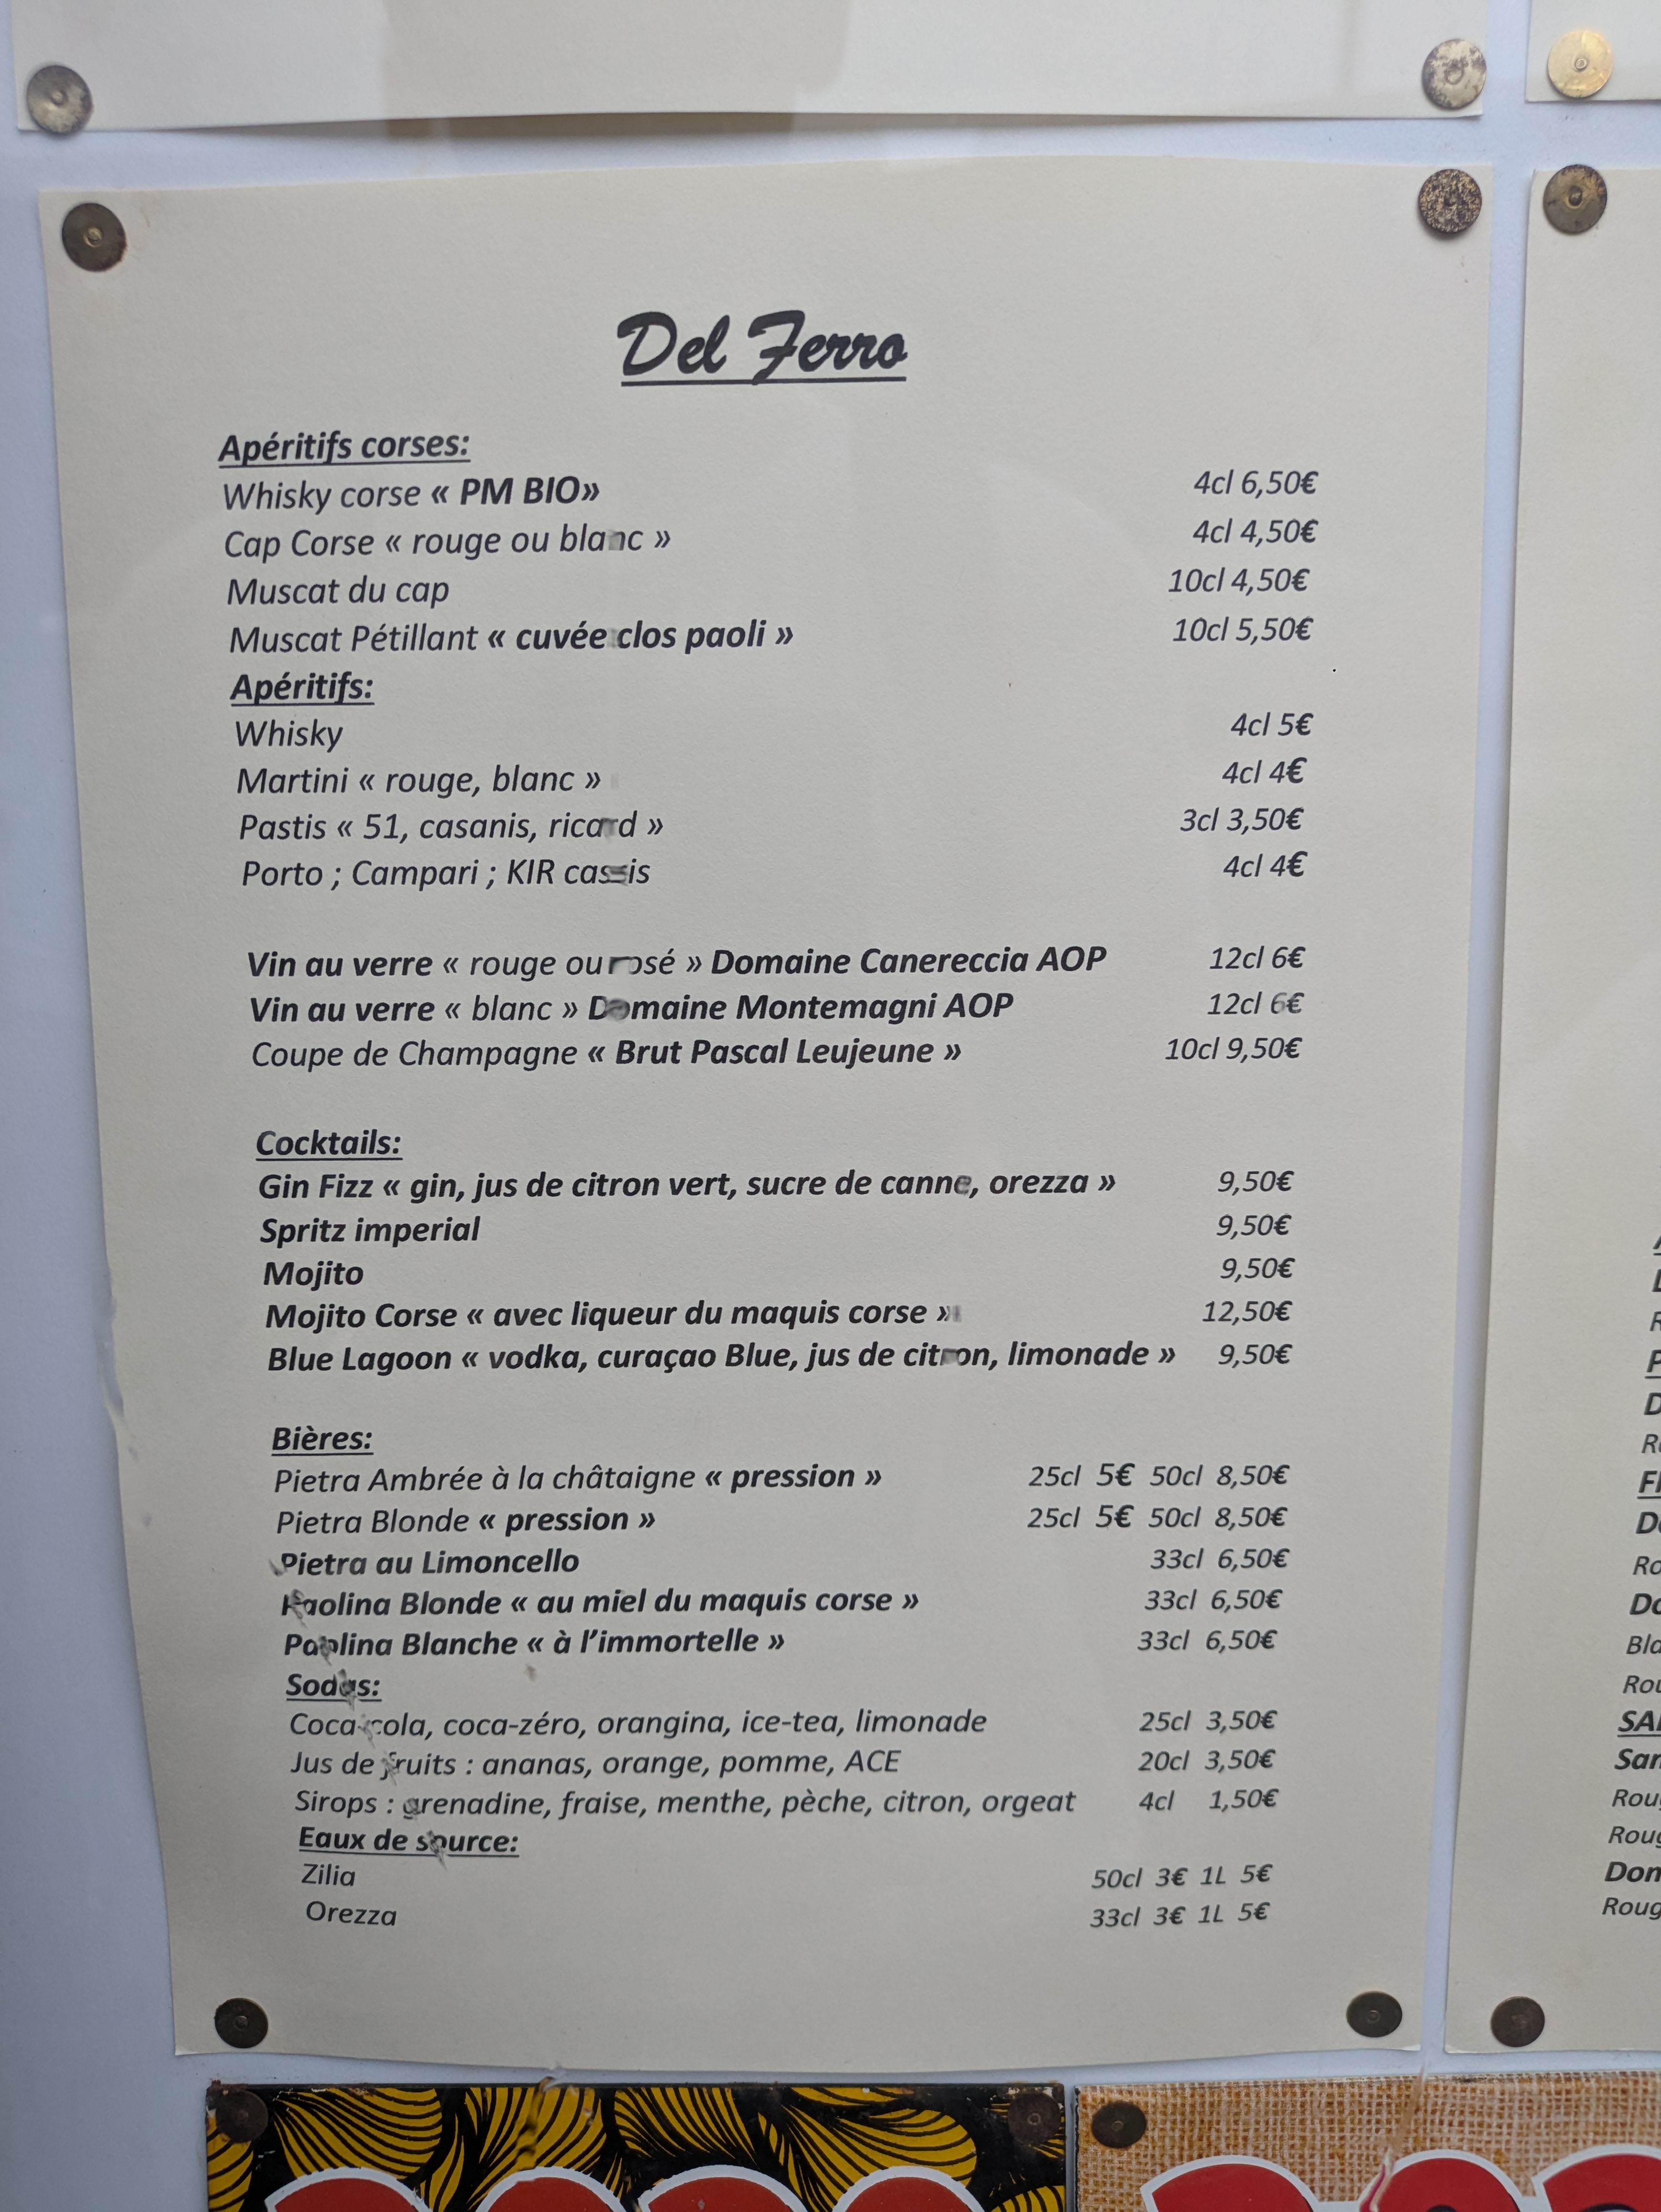 Del Ferro
Apéritifs corses:
Whisky corse « PM BIO» 4cl 6,50€
Cap Corse « rouge ou blanc » 4cl 4,50€
Muscat du cap 10cl 4,50€
Muscat Pétillant « cuvée clos paoli » 10cl 5,50€
Apéritifs:
Whisky 4cl 5€
Martini « rouge, blanc » 4cl 4€
Pastis « 51, casanis, ricard » 3cl 3,50€
Porto ; Campari ; KIR cassis 4cl 4€
Vin au verre « rouge ou rosé » Domaine Canereccia AOP 12cl 6€
Vin au verre « blanc » Domaine Montemagni AOP 12cl 6€
Coupe de Champagne « Brut Pascal Leujeune » 10cl 9,50€
Cocktails:
Gin Fizz « gin, jus de citron vert, sucre de canne, orezza » 9,50€
Spritz imperial 9,50€
Mojito 9,50€
Mojito Corse « avec liqueur du maquis corse » 12,50€
Blue Lagoon « vodka, curaçao Blue, jus de citron, limonade » 9,50€
Bières:
Pietra Ambrée à la châtaigne « pression » 25cl 5€ 50cl 8,50€
Pietra Blonde « pression » 25cl 5€ 50cl 8,50€
Pietra au Limoncello 33cl 6,50€
Paolina Blonde « au miel du maquis corse » 33cl 6,50€
Paolina Blanche « à l'immortelle » 33cl 6,50€
Sodas:
Coca-cola, coca-zéro, orangina, ice-tea, limonade 25cl 3,50€
Jus de fruits : ananas, orange, pomme, ACE 20cl 3,50€
Sirops : grenadine, fraise, menthe, pèche, citron, orgeat 4cl 1,50€
Eaux de source:
Zilia 50cl 3€ 1L 5€
Orezza 33cl 3€ 1L 5€